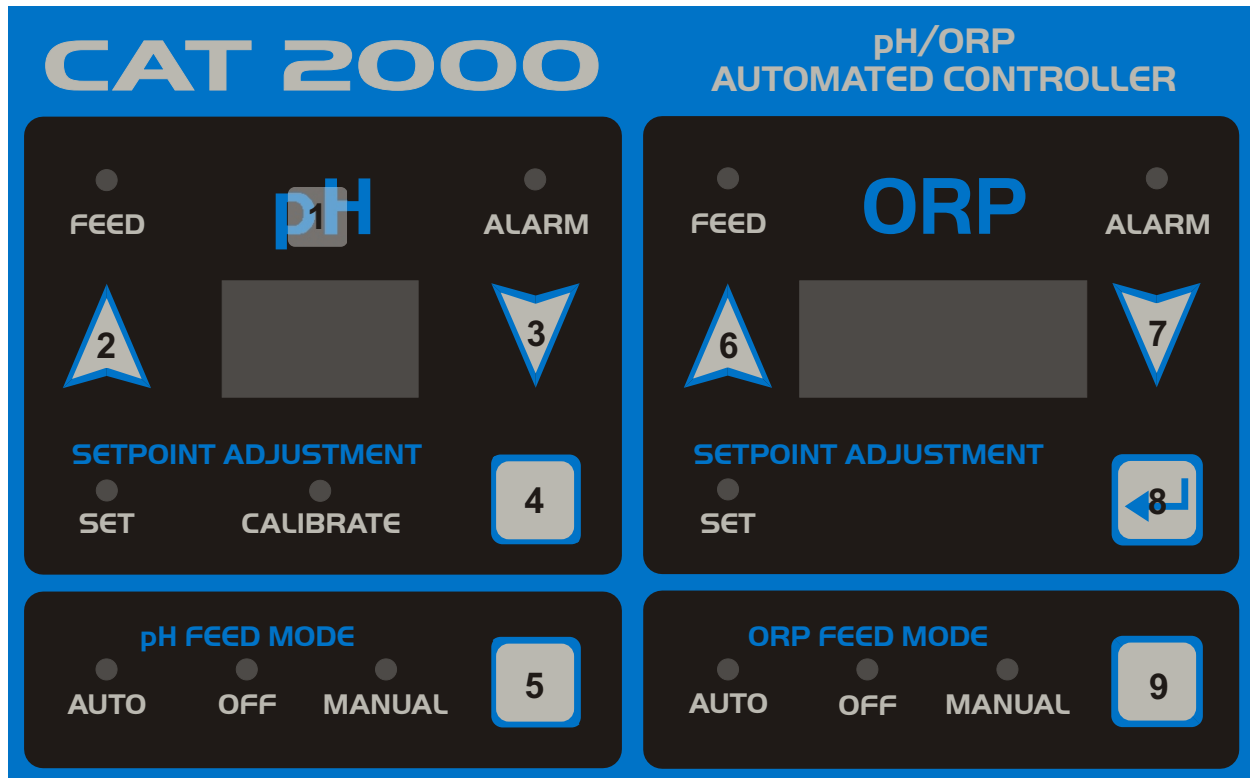 CAT 2000
pH/ORP
AUTOMATED CONTROLLER
FEED
pH
1
ALARM
2
3
SETPOINT ADJUSTMENT
SET
CALIBRATE
4
pH FEED MODE
AUTO
OFF
MANUAL
5
FEED
ORP
ALARM
6
7
SETPOINT ADJUSTMENT
SET
8
ORP FEED MODE
AUTO
OFF
MANUAL
9